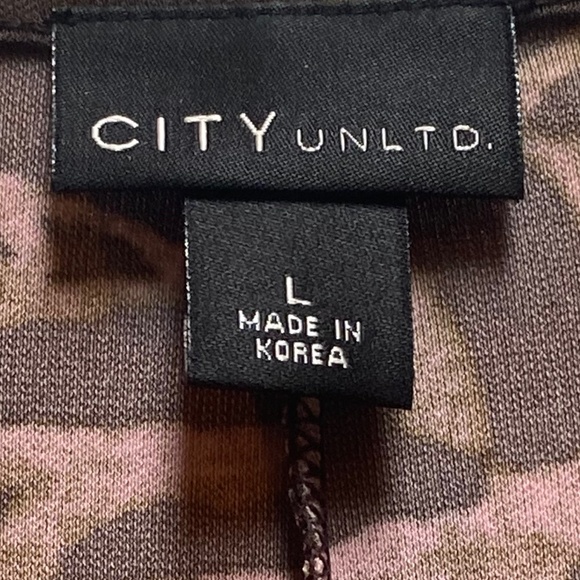 CITY UNLTD.
L
MADE IN
KOREA